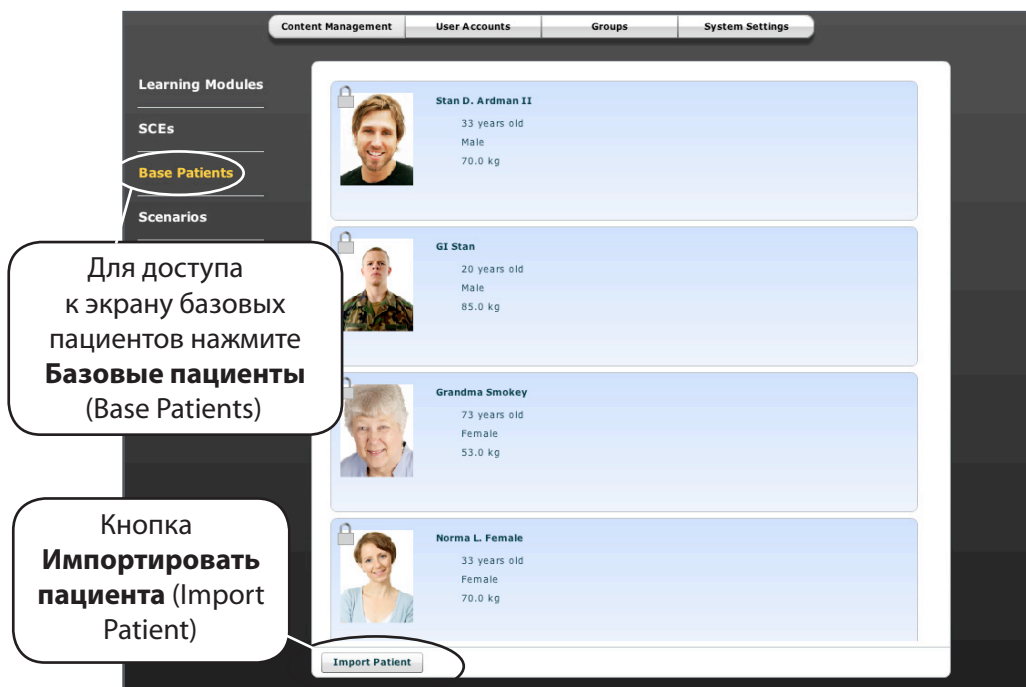 Content Management
User Accounts
Groups
System Settings
Learning Modules
SCEs
Base Patients
Scenarios
Для доступа
к экрану базовых
пациентов нажмите
Базовые пациенты
(Base Patients)
Кнопка
Импортировать
пациента (Import
Patient)
Stan D. Ardman II
33 years old
Male
70.0 kg
GI Stan
20 years old
Male
85.0 kg
Grandma Smokey
73 years old
Female
53.0 kg
Norma L. Female
33 years old
Female
70.0 kg
Import Patient